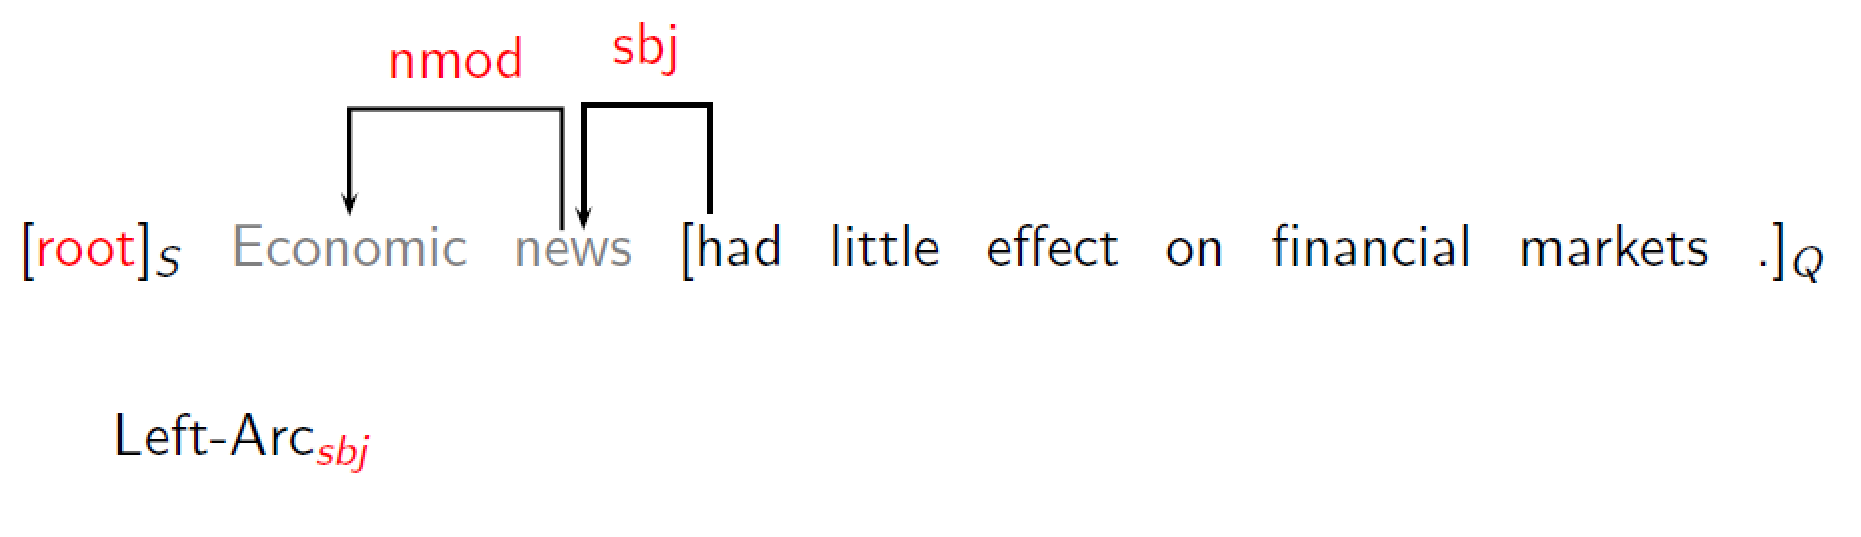 nmod sbj
[root]S Economic news [had little effect on financial markets .]Q
Left-Arcsbj